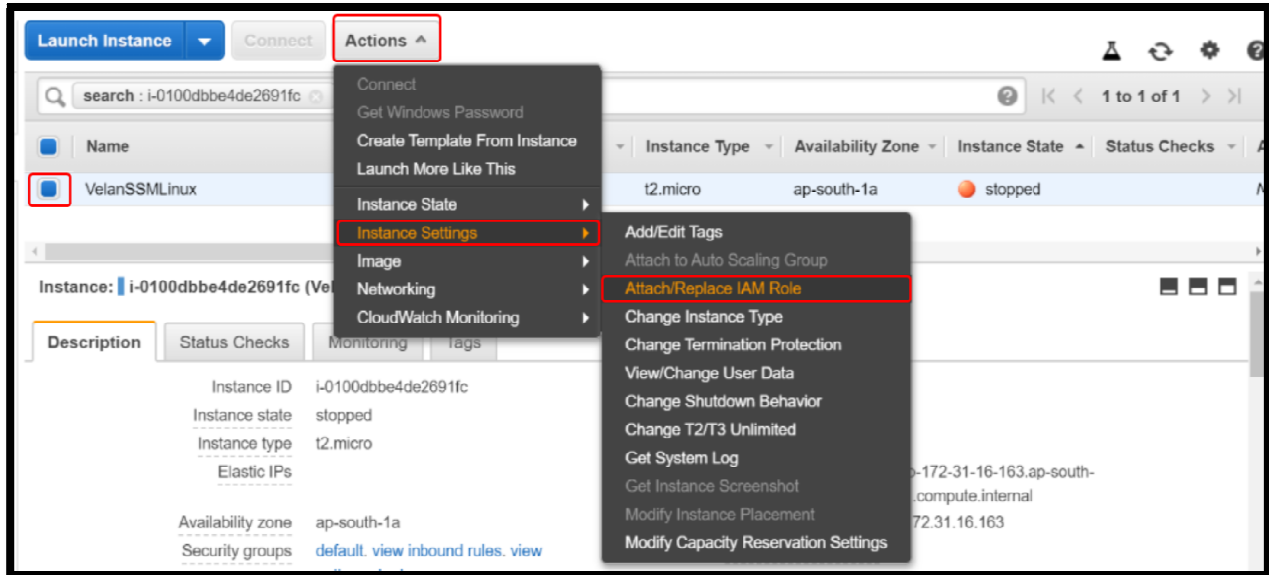 Launch Instance Connect Actions
search : i-0100dbbe4de2691fc 1 to 1 of 1
Name Instance Type Availability Zone Instance State Status Checks
VelanSSMLinux t2.micro ap-south-1a stopped
Connect
Get Windows Password
Create Template From Instance
Launch More Like This
Instance State
Instance Settings
Image
Networking
CloudWatch Monitoring
Add/Edit Tags
Attach to Auto Scaling Group
Attach/Replace IAM Role
Change Instance Type
Change Termination Protection
View/Change User Data
Change Shutdown Behavior
Change T2/T3 Unlimited
Get System Log
Get Instance Screenshot
Modify Instance Placement
Modify Capacity Reservation Settings
Instance: i-0100dbbe4de2691fc (Vel
Description Status Checks Monitoring Tags
Instance ID i-0100dbbe4de2691fc
Instance state stopped
Instance type t2.micro
Elastic IPs
Availability zone ap-south-1a
Security groups default. view inbound rules. view
-172-31-16-163.ap-south-
.compute.internal
72.31.16.163